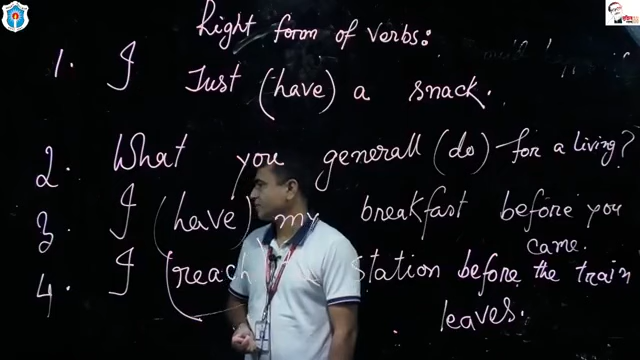 Right form of verbs:
1. I Just (have) a snack.
2. What you generall (do) for a living?
3. I (have) my breakfast before you
came.
4. I (reach) station before the train
leaves.